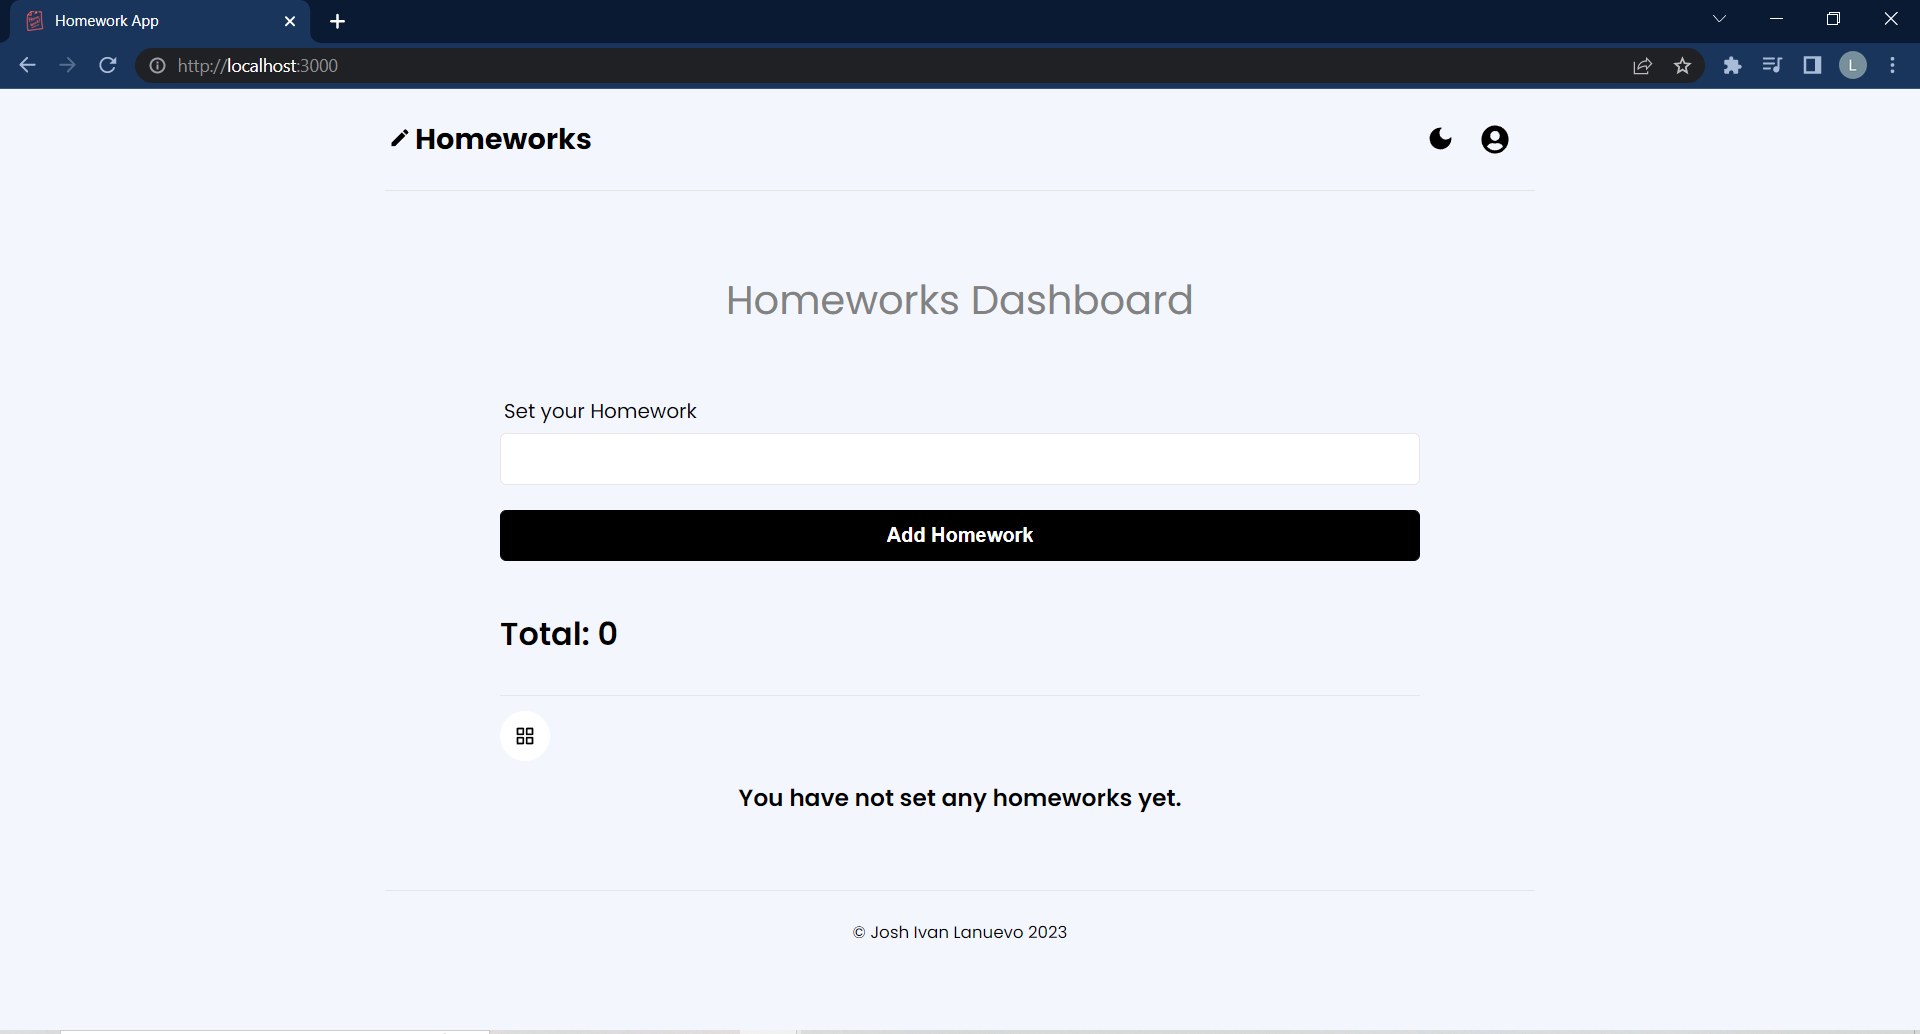 Homework App
http://localhost:3000
L
Homeworks
Homeworks Dashboard
Set your Homework
Add Homework
Total: 0
You have not set any homeworks yet.
© Josh Ivan Lanuevo 2023